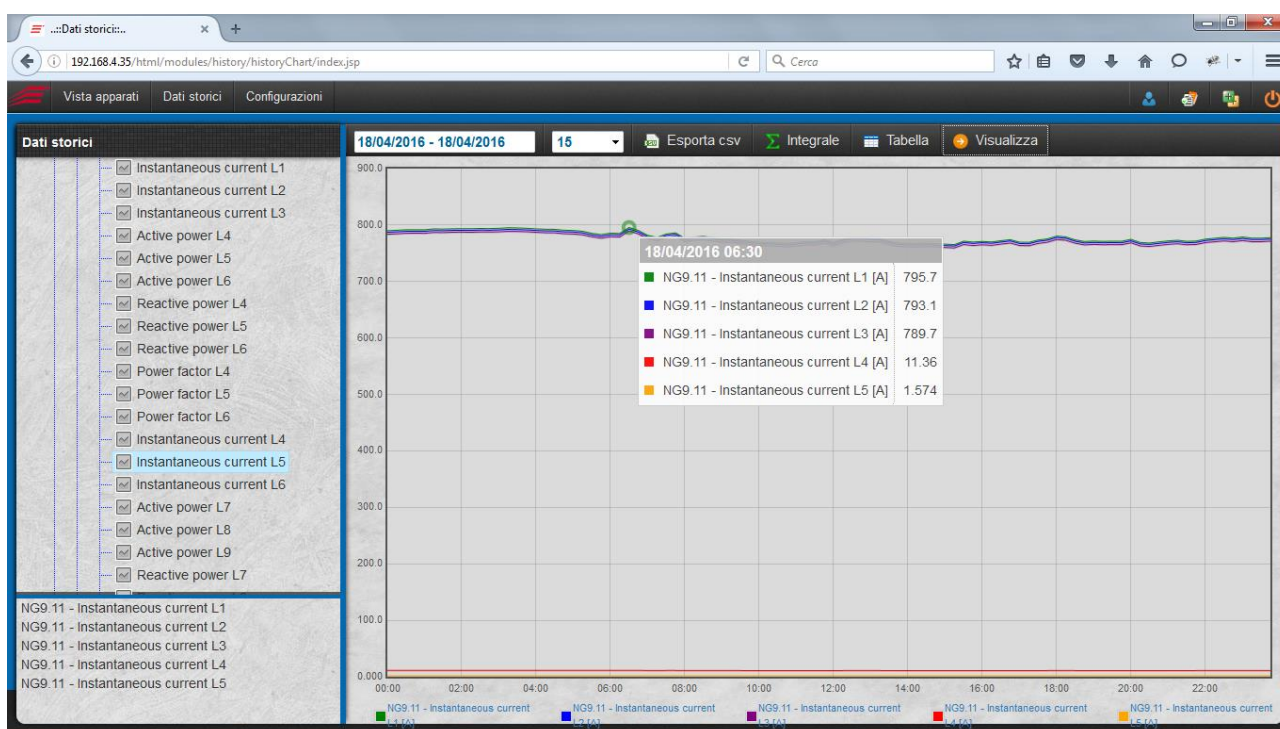 ..::Dati storici::..
192.168.4.35/html/modules/history/historyChart/index.jsp
Cerca
Vista apparati Dati storici Configurazioni
Dati storici
Instantaneous current L1
Instantaneous current L2
Instantaneous current L3
Active power L4
Active power L5
Active power L6
Reactive power L4
Reactive power L5
Reactive power L6
Power factor L4
Power factor L5
Power factor L6
Instantaneous current L4
Instantaneous current L5
Instantaneous current L6
Active power L7
Active power L8
Active power L9
Reactive power L7
NG9.11 - Instantaneous current L1
NG9.11 - Instantaneous current L2
NG9.11 - Instantaneous current L3
NG9.11 - Instantaneous current L4
NG9.11 - Instantaneous current L5
18/04/2016 - 18/04/2016 15 Esporta csv Integrale Tabella Visualizza
900.0
800.0
700.0
600.0
500.0
400.0
300.0
200.0
100.0
0.000
18/04/2016 06:30
NG9.11 - Instantaneous current L1 [A] 795.7
NG9.11 - Instantaneous current L2 [A] 793.1
NG9.11 - Instantaneous current L3 [A] 789.7
NG9.11 - Instantaneous current L4 [A] 11.36
NG9.11 - Instantaneous current L5 [A] 1.574
00:00 02:00 04:00 06:00 08:00 10:00 12:00 14:00 16:00 18:00 20:00 22:00
NG9.11 - Instantaneous current L1 [A]
NG9.11 - Instantaneous current L2 [A]
NG9.11 - Instantaneous current L3 [A]
NG9.11 - Instantaneous current L4 [A]
NG9.11 - Instantaneous current L5 [A]